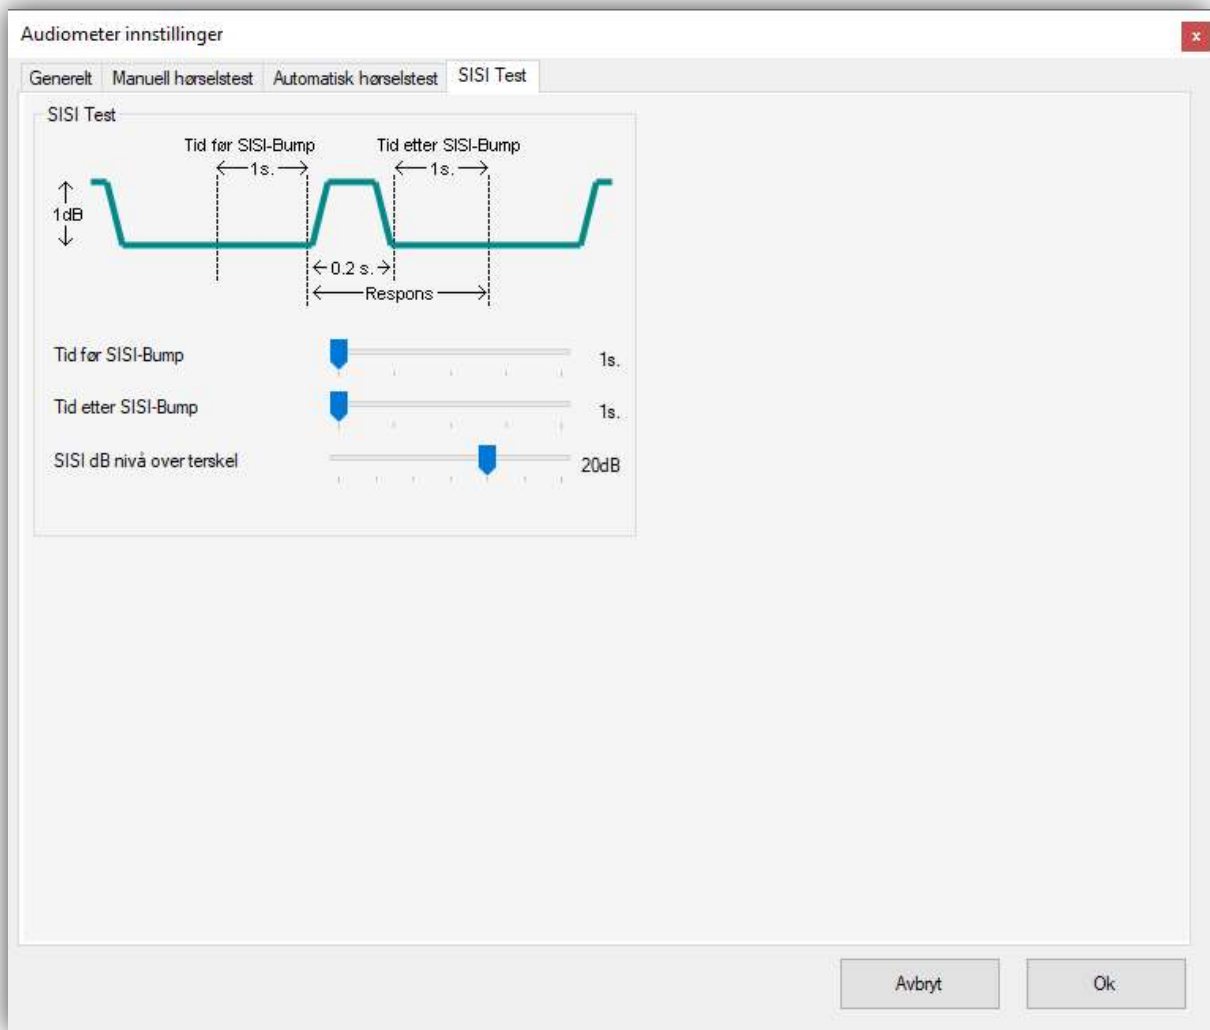 Audiometer innstillinger
x
Generelt Manuell hørselstest Automatisk hørselstest SISI Test
SISI Test
Tid før SISI-Bump Tid etter SISI-Bump
1s. 1s.
1dB
0.2 s.
Respons
Tid før SISI-Bump 1s.
Tid etter SISI-Bump 1s.
SISI dB nivå over terskel 20dB
Avbryt Ok